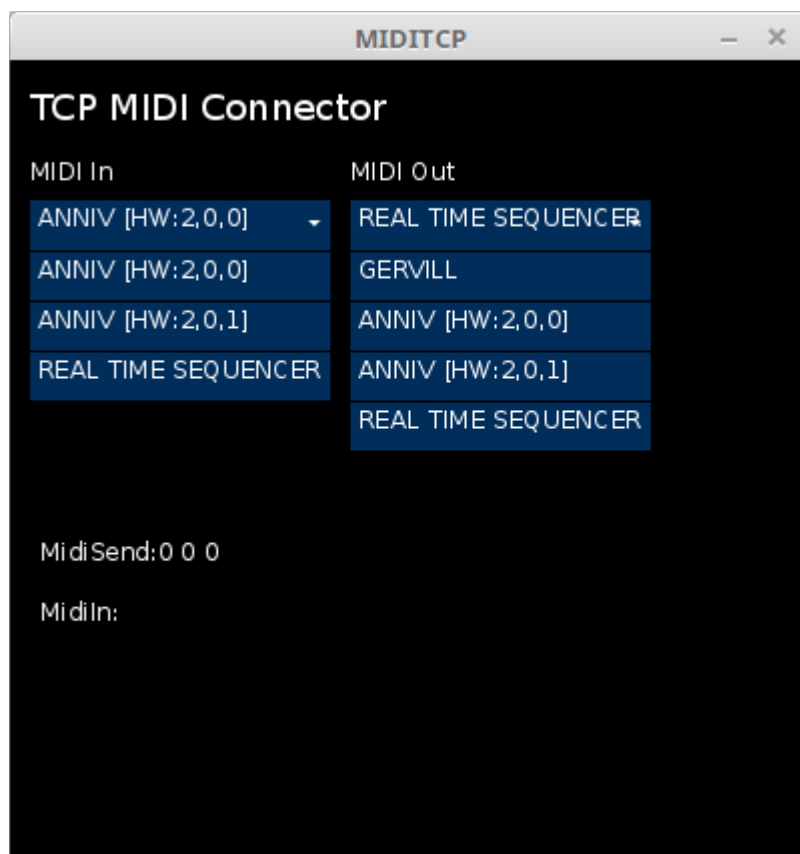 MIDITCP
TCP MIDI Connector
MIDI In
MIDI Out
ANNIV [HW:2,0,0]
REAL TIME SEQUENCER
ANNIV [HW:2,0,0]
GERVILL
ANNIV [HW:2,0,1]
ANNIV [HW:2,0,0]
REAL TIME SEQUENCER
ANNIV [HW:2,0,1]
REAL TIME SEQUENCER
MidiSend:0 0 0
MidiIn: